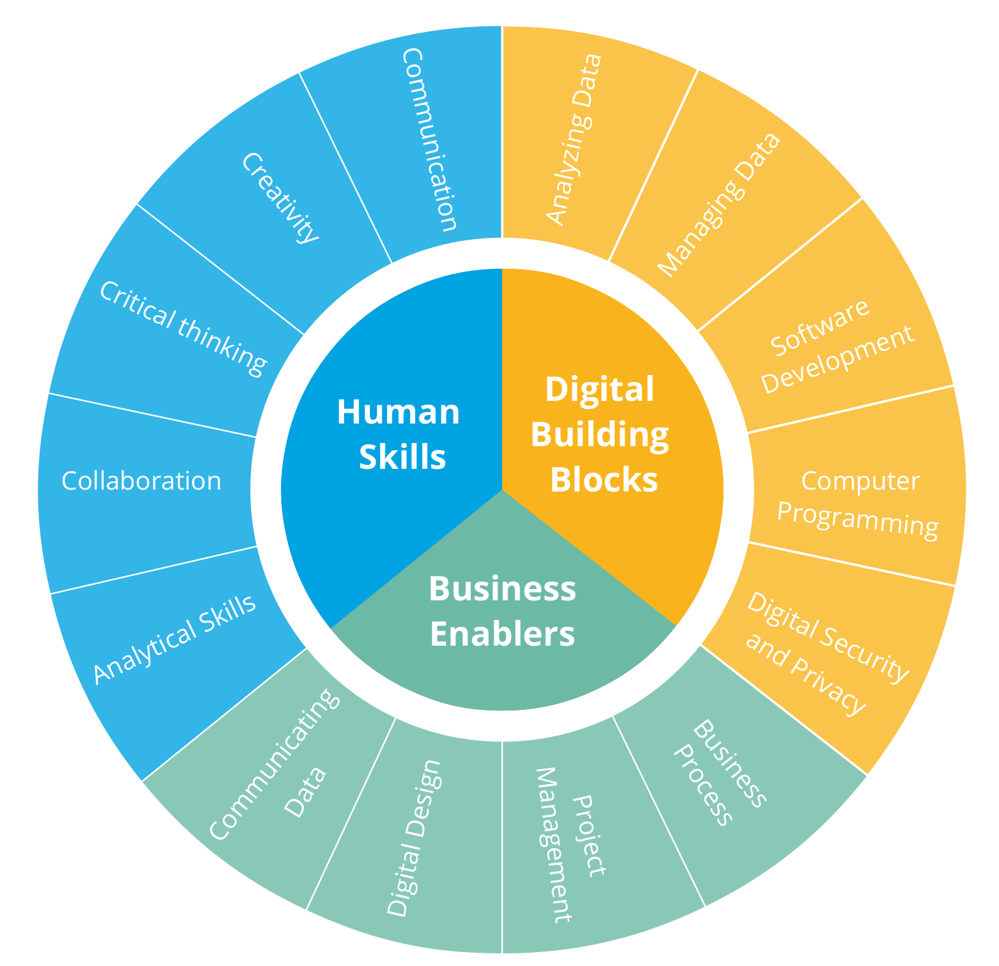 Human
Skills
Digital
Building
Blocks
Business
Enablers
Communication
Analyzing Data
Managing Data
Software
Development
Computer
Programming
Digital Security
and Privacy
Business
Process
Project
Management
Digital Design
Communicating
Data
Analytical Skills
Collaboration
Critical thinking
Creativity